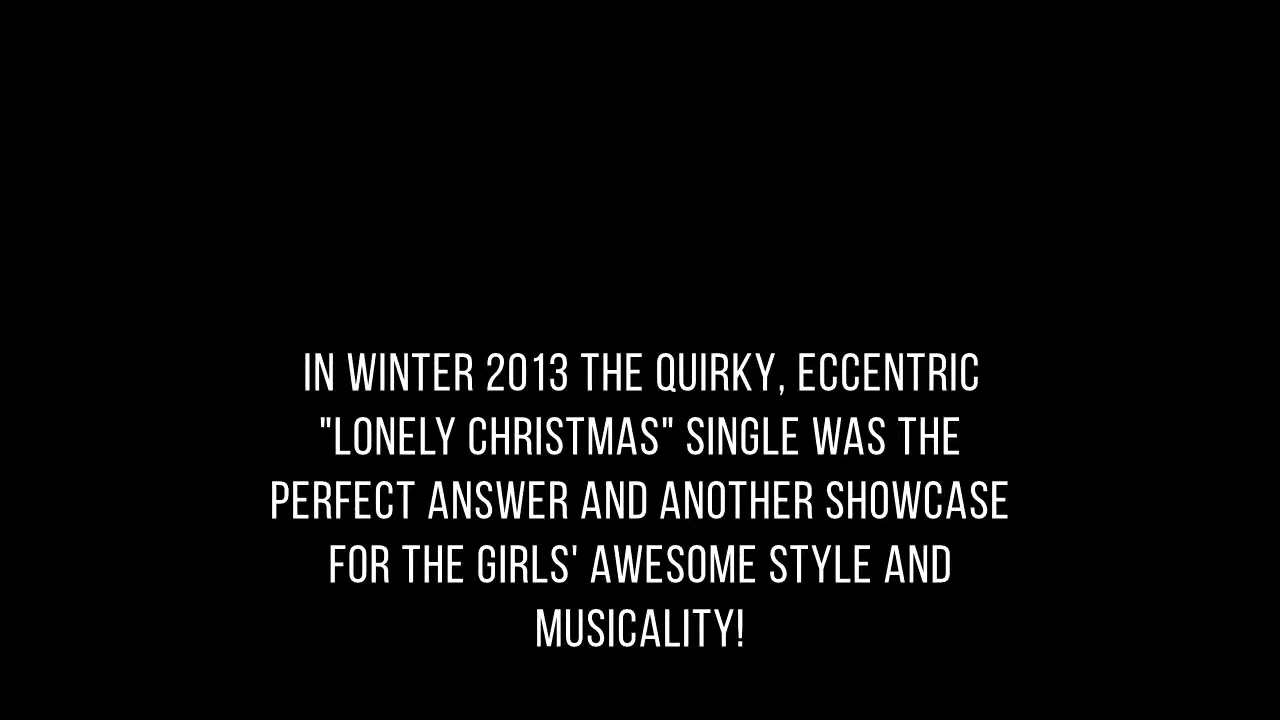 IN WINTER 2013 THE QUIRKY, ECCENTRIC
"LONELY CHRISTMAS" SINGLE WAS THE
PERFECT ANSWER AND ANOTHER SHOWCASE
FOR THE GIRLS' AWESOME STYLE AND
MUSICALITY!